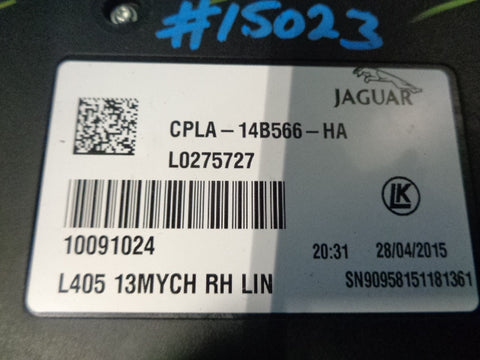 #15023
JAGUAR
CPLA-14B566-HA
L0275727
LK
10091024
20:31 28/04/2015
L405 13MYCH RH LIN
SN90958151181361